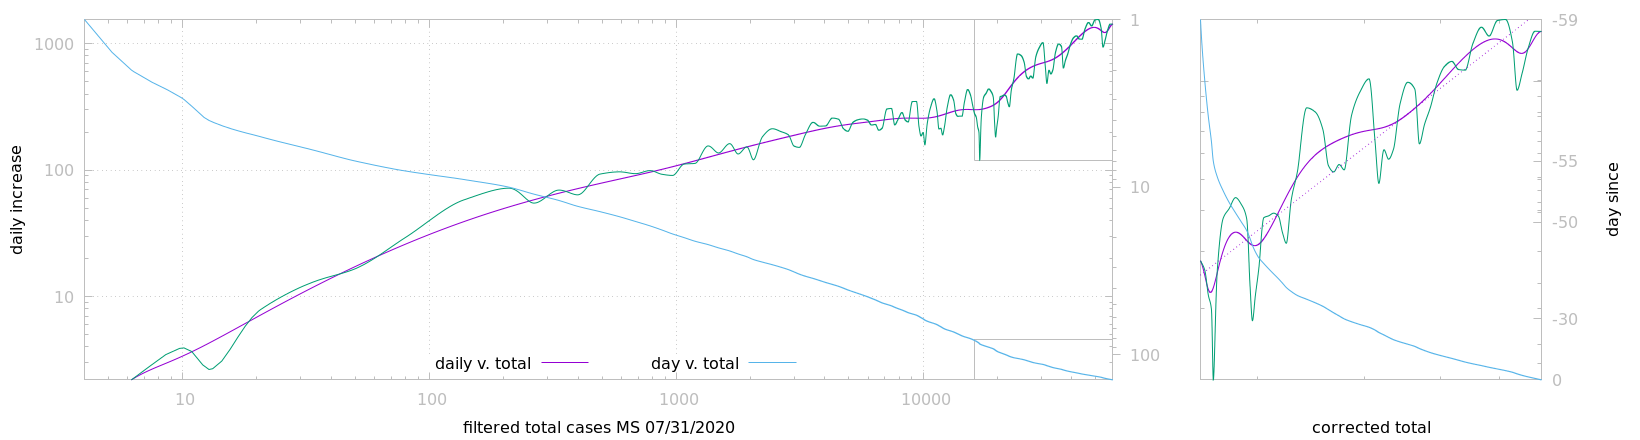 1000
100
10
daily increase
10
100
1000
10000
filtered total cases MS 07/31/2020
daily v. total
day v. total
1
10
100
-59
-55
-50
-30
0
day since
corrected total